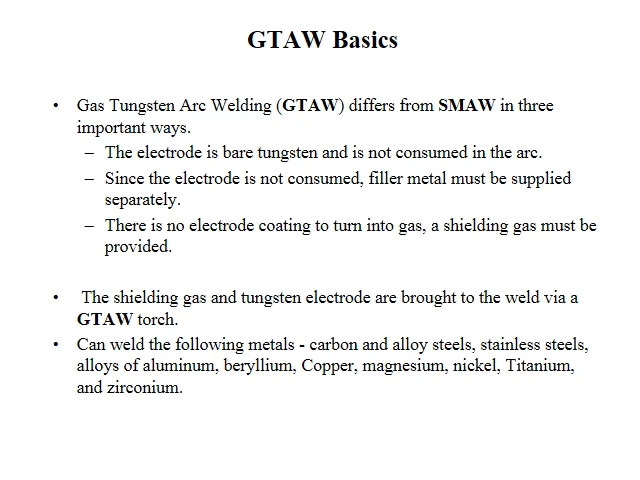 GTAW Basics
• Gas Tungsten Arc Welding (GTAW) differs from SMAW in three
important ways.
– The electrode is bare tungsten and is not consumed in the arc.
– Since the electrode is not consumed, filler metal must be supplied
separately.
– There is no electrode coating to turn into gas, a shielding gas must be
provided.
• The shielding gas and tungsten electrode are brought to the weld via a
GTAW torch.
• Can weld the following metals - carbon and alloy steels, stainless steels,
alloys of aluminum, beryllium, Copper, magnesium, nickel, Titanium,
and zirconium.